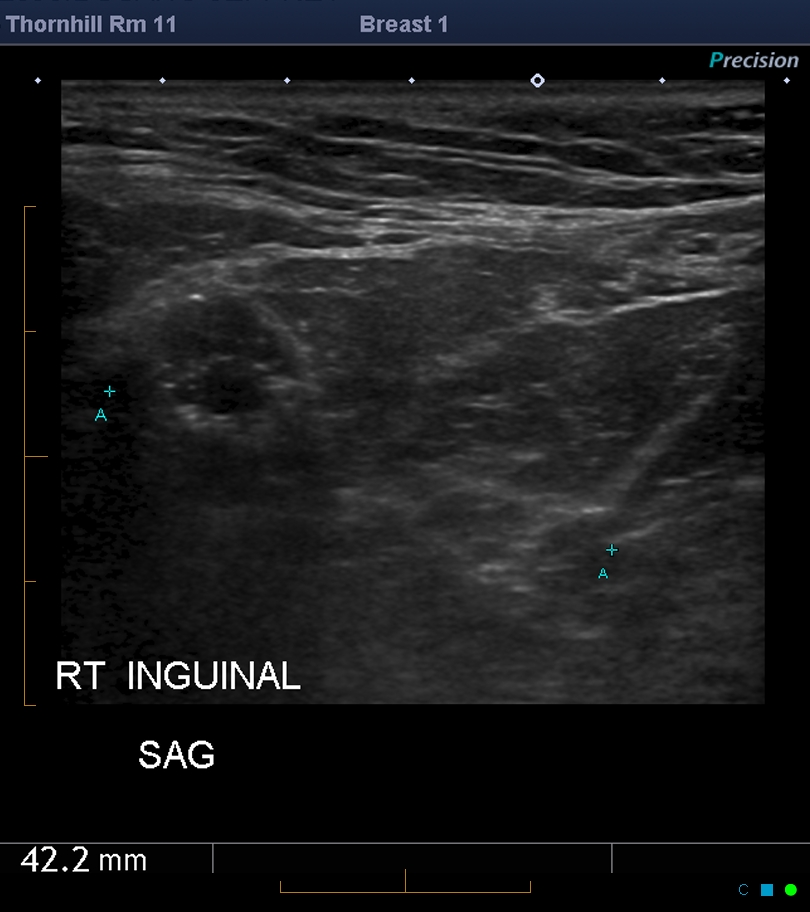 Thornhill Rm 11 Breast 1
Precision
A
A
RT INGUINAL
SAG
42.2 mm
C